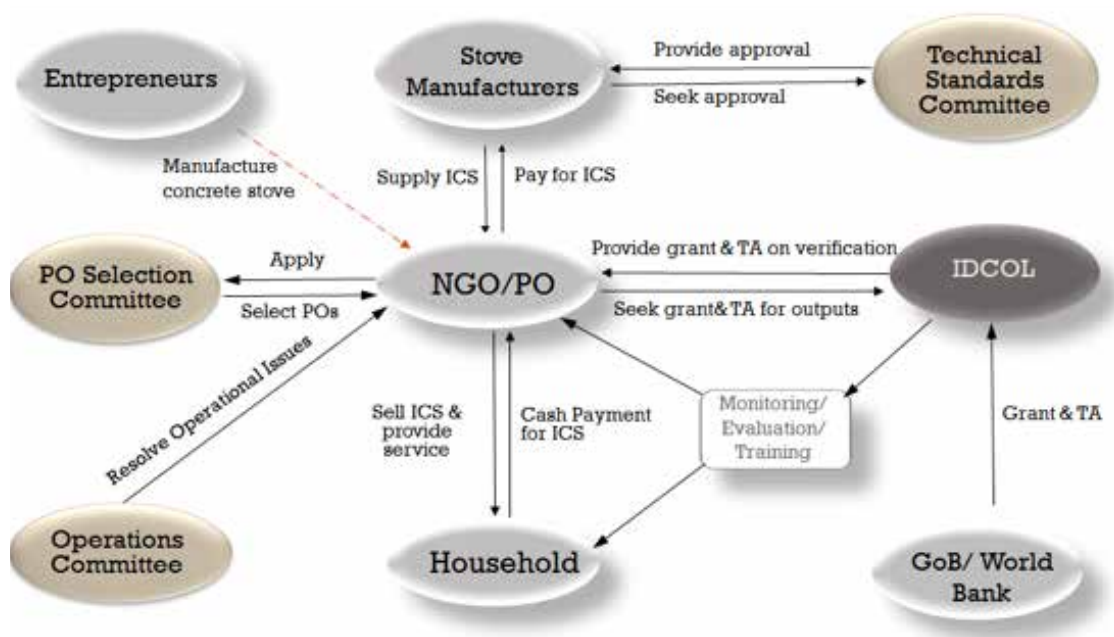 Entrepreneurs
Stove
Manufacturers
Provide approval
Seek approval
Technical
Standards
Committee
Manufacture
concrete stove
Supply ICS
Pay for ICS
PO Selection
Committee
Apply
Select POs
NGO/PO
Provide grant & TA on verification
Seek grant& TA for outputs
IDCOL
Resolve Operational Issues
Sell ICS &
provide
service
Cash Payment
for ICS
Monitoring/
Evaluation/
Training
Grant & TA
Operations
Committee
Household
GoB/ World
Bank